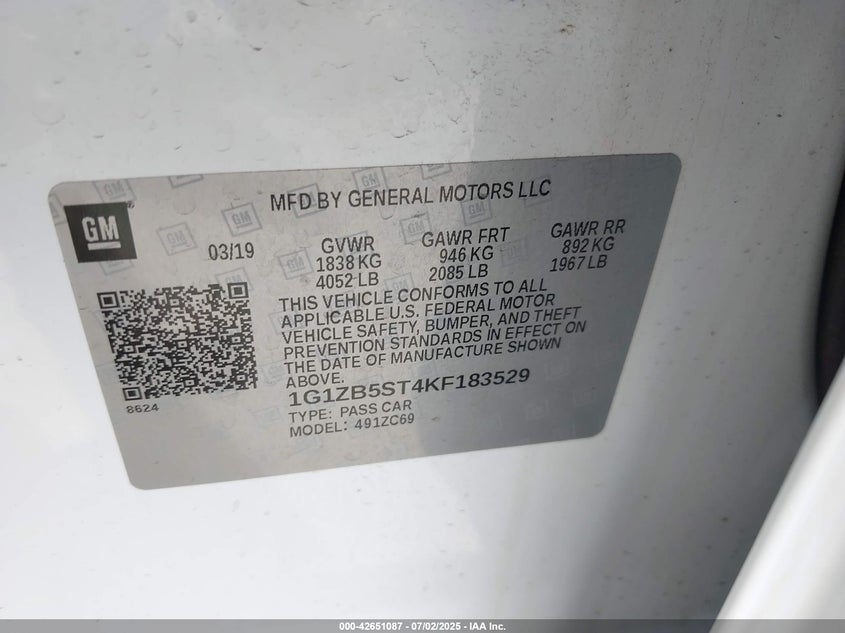 MFD BY GENERAL MOTORS LLC
GM
03/19
GVWR
1838 KG
4052 LB
GAWR FRT
946 KG
2085 LB
GAWR RR
892 KG
1967 LB
THIS VEHICLE CONFORMS TO ALL
APPLICABLE U.S. FEDERAL MOTOR
VEHICLE SAFETY, BUMPER, AND THEFT
PREVENTION STANDARDS IN EFFECT ON
THE DATE OF MANUFACTURE SHOWN
ABOVE.
8624
1G1ZB5ST4KF183529
TYPE: PASS CAR
MODEL: 491ZC69
000-42651087 - 07/02/2025 - IAA Inc.